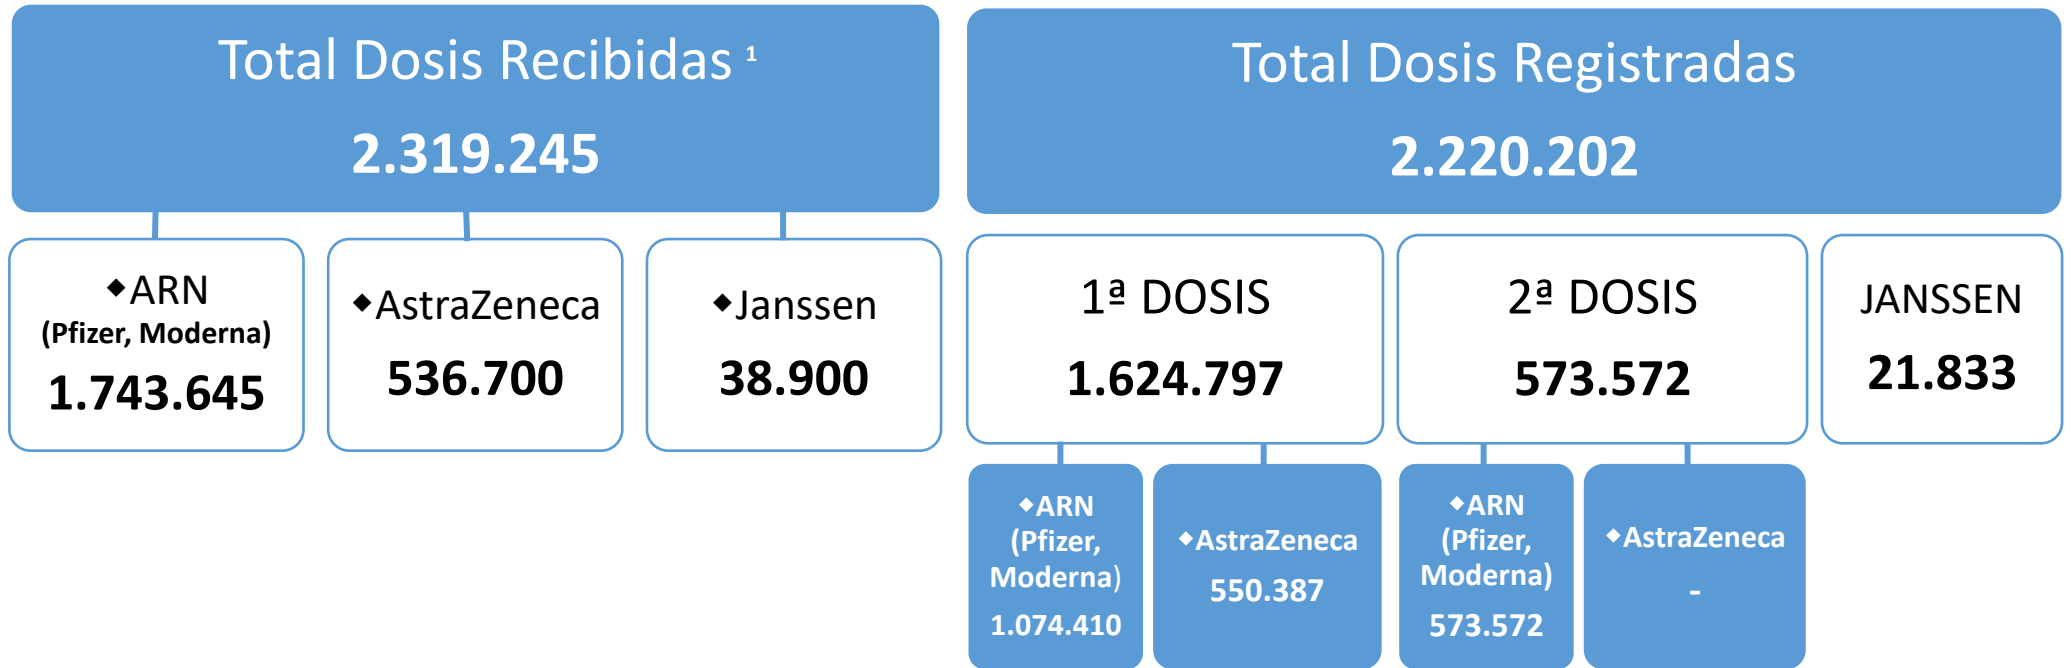 Total Dosis Recibidas ¹
2.319.245
◆ARN
(Pfizer, Moderna)
1.743.645
◆AstraZeneca
536.700
◆Janssen
38.900
Total Dosis Registradas
2.220.202
1ª DOSIS
1.624.797
2ª DOSIS
573.572
JANSSEN
21.833
◆ARN
(Pfizer,
Moderna)
1.074.410
◆AstraZeneca
550.387
◆ARN
(Pfizer,
Moderna)
573.572
◆AstraZeneca
-